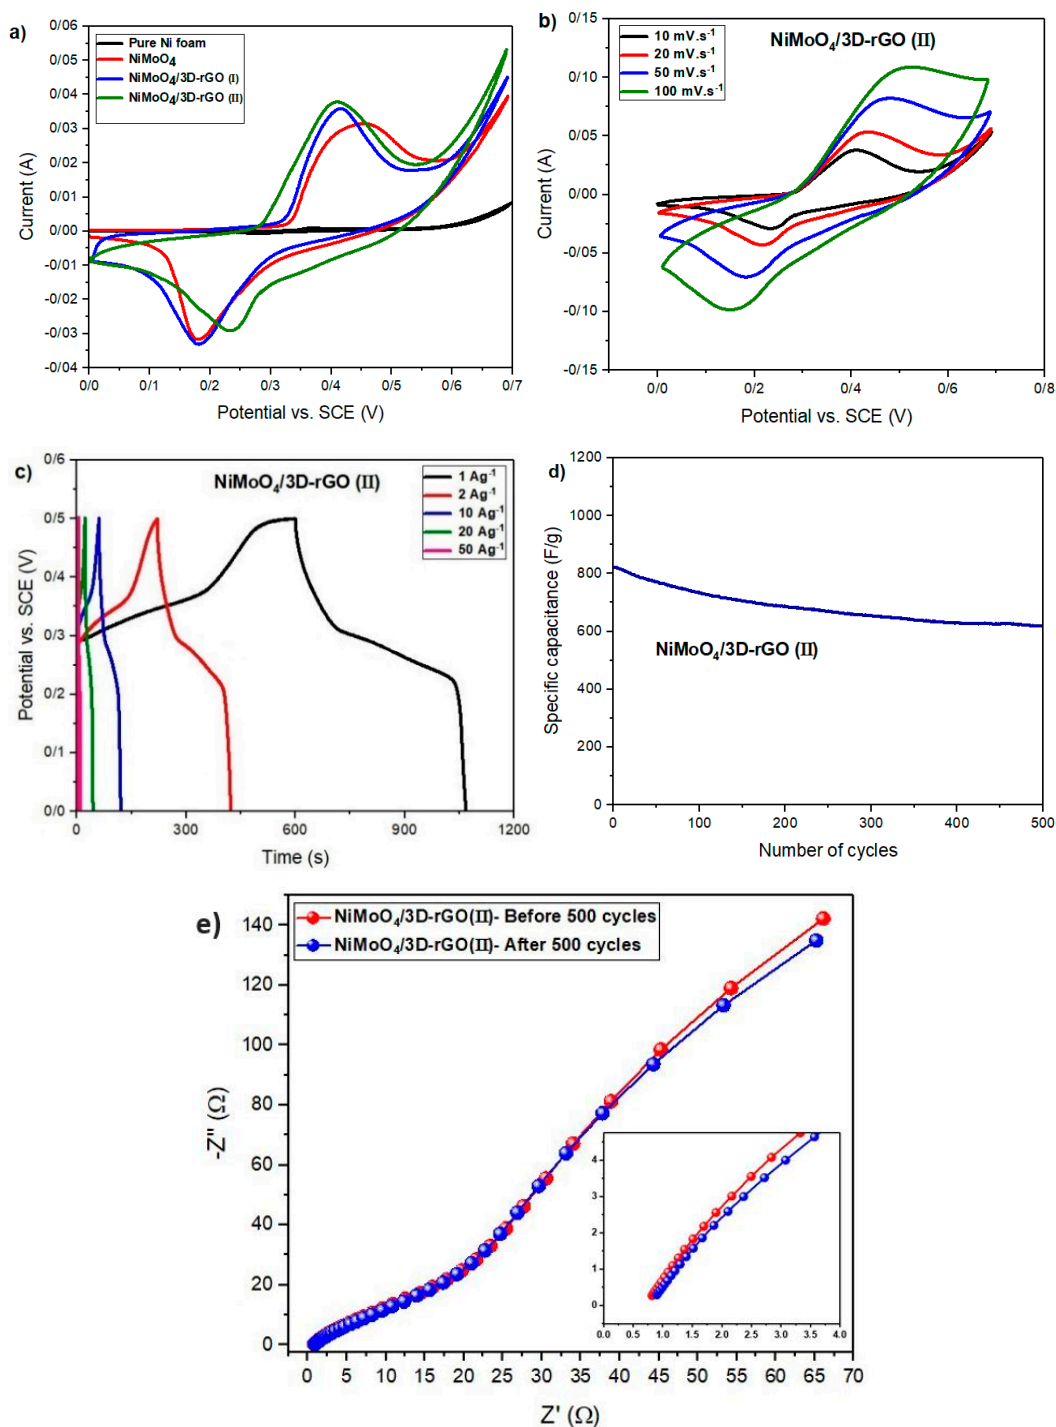 a)
Pure Ni foam
NiMoO4
NiMoO4/3D-rGO (I)
NiMoO4/3D-rGO (II)
0/06
0/05
0/04
0/03
0/02
0/01
0/00
-0/01
-0/02
-0/03
-0/04
Current (A)
0/0 0/1 0/2 0/3 0/4 0/5 0/6 0/7
Potential vs. SCE (V)
b)
10 mV.s-1
20 mV.s-1
50 mV.s-1
100 mV.s-1
NiMoO4/3D-rGO (II)
0/15
0/10
0/05
0/00
-0/05
-0/10
-0/15
Current (A)
0/0 0/2 0/4 0/6 0/8
Potential vs. SCE (V)
c)
NiMoO4/3D-rGO (II)
1 Ag-1
2 Ag-1
10 Ag-1
20 Ag-1
50 Ag-1
0/6
0/5
0/4
0/3
0/2
0/1
0/0
Potential vs. SCE (V)
0 300 600 900 1200
Time (s)
d)
1200
1000
800
600
400
200
0
Specific capacitance (F/g)
NiMoO4/3D-rGO (II)
0 100 200 300 400 500
Number of cycles
e)
NiMoO4/3D-rGO(II)- Before 500 cycles
NiMoO4/3D-rGO(II)- After 500 cycles
140
120
100
80
60
40
20
0
-Z" (Ω)
4
3
2
1
0
0.0 0.5 1.0 1.5 2.0 2.5 3.0 3.5 4.0
0 5 10 15 20 25 30 35 40 45 50 55 60 65 70
Z' (Ω)